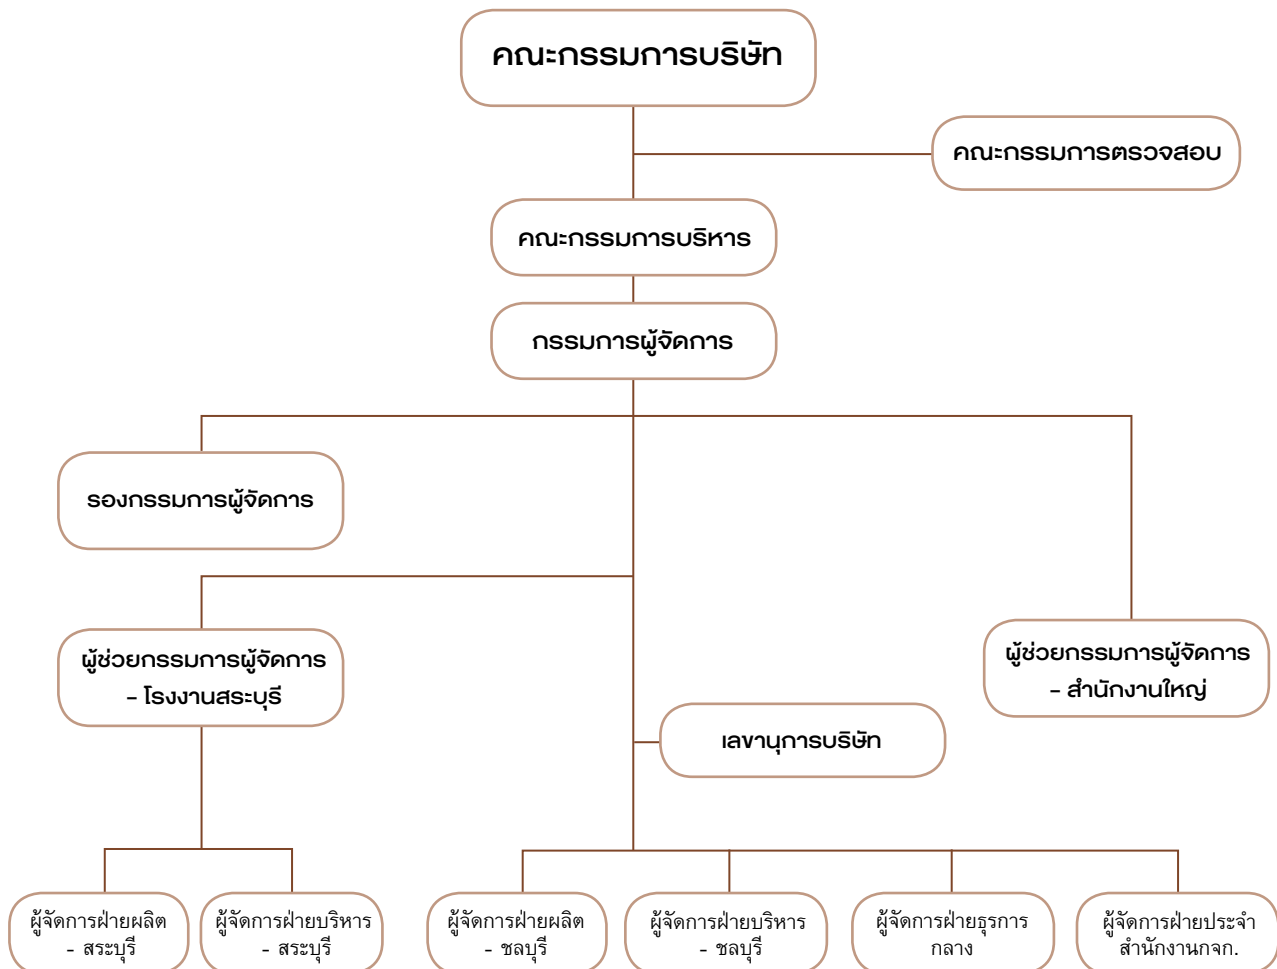 คณะกรรมการบริษัท
คณะกรรมการตรวจสอบ
คณะกรรมการบริหาร
กรรมการผู้จัดการ
รองกรรมการผู้จัดการ
ผู้ช่วยกรรมการผู้จัดการ
- โรงงานสระบุรี
ผู้ช่วยกรรมการผู้จัดการ
- สำนักงานใหญ่
เลขานุการบริษัท
ผู้จัดการฝ่ายผลิต
- สระบุรี
ผู้จัดการฝ่ายบริหาร
- สระบุรี
ผู้จัดการฝ่ายผลิต
- ชลบุรี
ผู้จัดการฝ่ายบริหาร
- ชลบุรี
ผู้จัดการฝ่ายธุรการ
กลาง
ผู้จัดการฝ่ายประจำ
สำนักงานกจก.